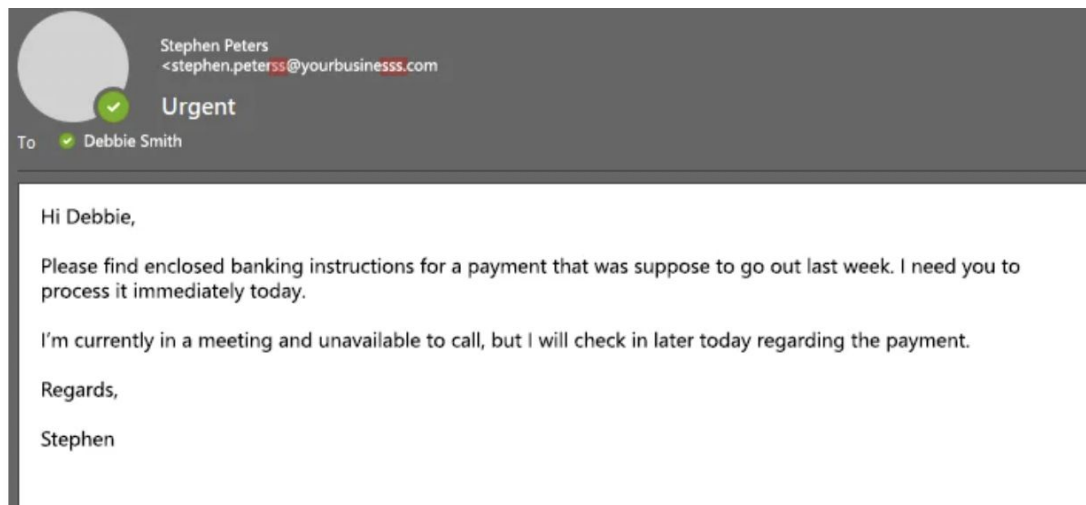 Stephen Peters
<stephen.peterss@yourbusinesss.com
Urgent
To Debbie Smith
Hi Debbie,
Please find enclosed banking instructions for a payment that was suppose to go out last week. I need you to
process it immediately today.
I'm currently in a meeting and unavailable to call, but I will check in later today regarding the payment.
Regards,
Stephen